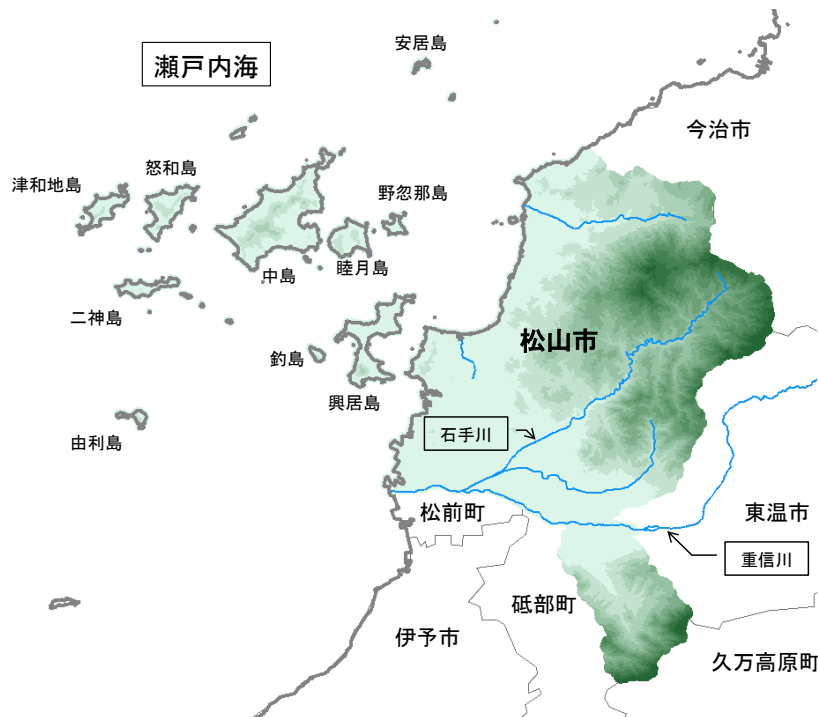 安居島
瀬戸内海
今治市
怒和島
津和地島
野忽那島
睦月島
中島
二神島
松山市
釣島
興居島
石手川
由利島
松前町
東温市
重信川
砥部町
伊予市
久万高原町